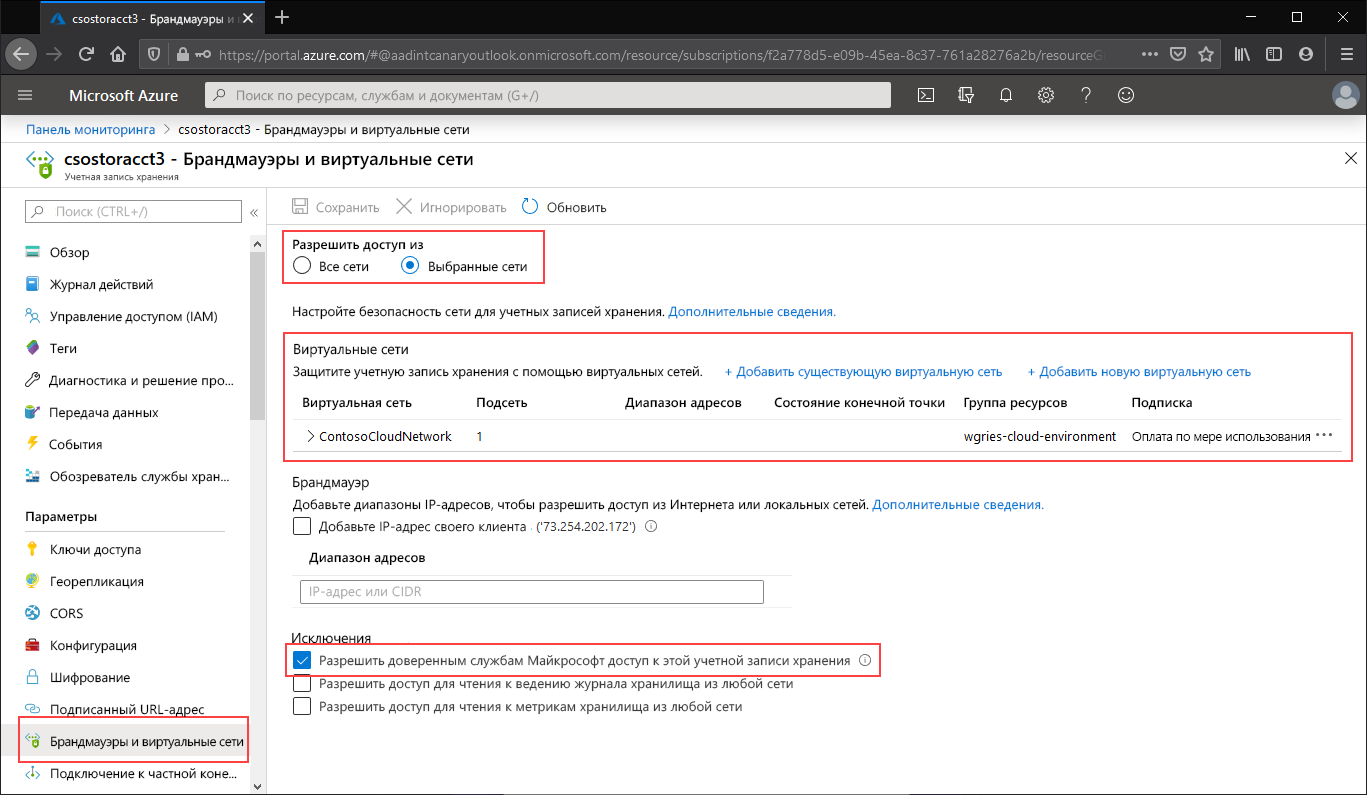 csostoracct3 - Брандмауэры и
https://portal.azure.com/#@aadintcanaryoutlook.onmicrosoft.com/resource/subscriptions/f2a778d5-e09b-45ea-8c37-761a28276a2b/resourceG
Microsoft Azure
Поиск по ресурсам, службам и документам (G+/)
Панель мониторинга > csostoracct3 - Брандмауэры и виртуальные сети
csostoracct3 - Брандмауэры и виртуальные сети
Учетная запись хранения
Поиск (CTRL+/)
«
Обзор
Журнал действий
Управление доступом (IAM)
Теги
Диагностика и решение про...
Передача данных
События
Обозреватель службы хран...
Параметры
Ключи доступа
Георепликация
CORS
Конфигурация
Шифрование
Подписанный URL-адрес
Брандмауэры и виртуальные сети
Подключение к частной коне...
Сохранить Игнорировать Обновить
Разрешить доступ из
Все сети Выбранные сети
Настройте безопасность сети для учетных записей хранения. Дополнительные сведения.
Виртуальные сети
Защитите учетную запись хранения с помощью виртуальных сетей. + Добавить существующую виртуальную сеть + Добавить новую виртуальную сеть
Виртуальная сеть Подсеть Диапазон адресов Состояние конечной точки Группа ресурсов Подписка
ContosoCloudNetwork 1 wgries-cloud-environment Оплата по мере использования ...
Брандмауэр
Добавьте диапазоны IP-адресов, чтобы разрешить доступ из Интернета или локальных сетей. Дополнительные сведения.
Добавьте IP-адрес своего клиента ('73.254.202.172')
Диапазон адресов
IP-адрес или CIDR
Исключения
Разрешить доверенным службам Майкрософт доступ к этой учетной записи хранения
Разрешить доступ для чтения к ведению журнала хранилища из любой сети
Разрешить доступ для чтения к метрикам хранилища из любой сети